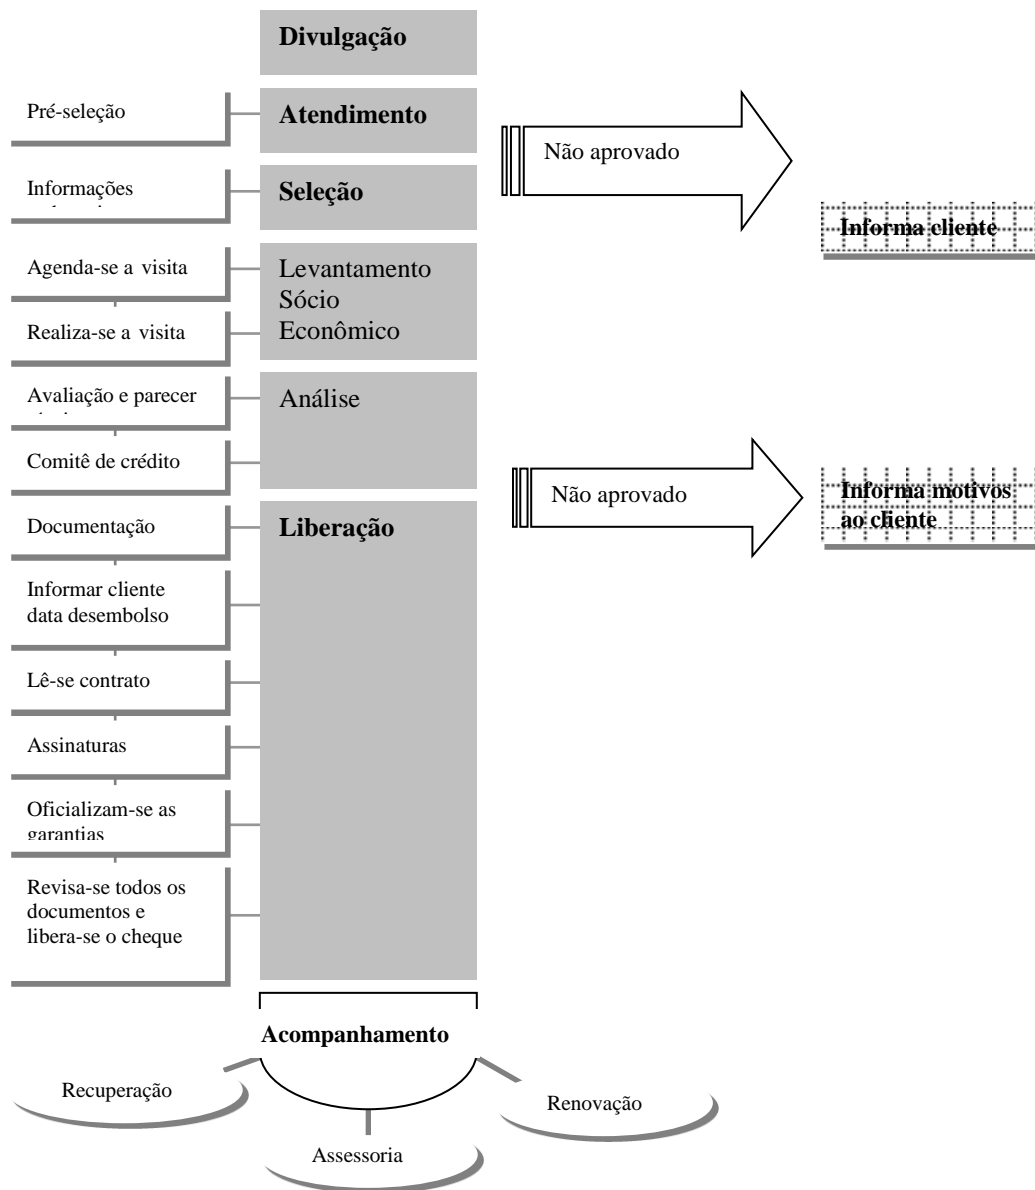 Divulgação
Pré-seleção
Atendimento
Não aprovado
Informações
Seleção
Informa cliente
Agenda-se a visita
Levantamento
Sócio
Econômico
Realiza-se a visita
Avaliação e parecer
Análise
Comitê de crédito
Não aprovado
Informa motivos
ao cliente
Documentação
Liberação
Informar cliente
data desembolso
Lê-se contrato
Assinaturas
Oficializam-se as
garantias
Revisa-se todos os
documentos e
libera-se o cheque
Acompanhamento
Recuperação
Renovação
Assessoria